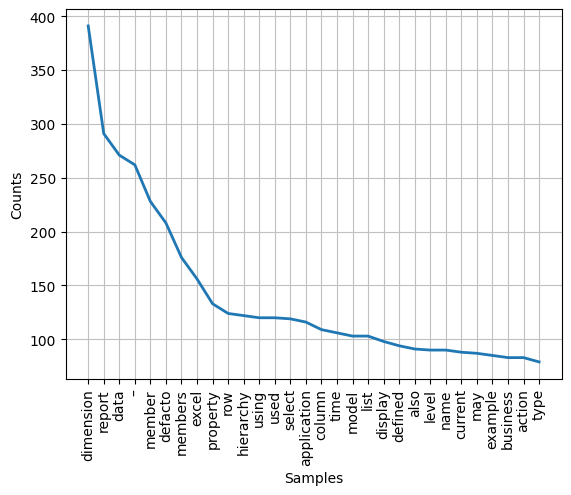 400
350
300
250
200
150
100
Counts
dimension
report
data
–
member
defacto
members
excel
property
row
hierarchy
using
used
select
application
column
time
model
list
display
defined
also
level
name
current
may
example
business
action
type
Samples